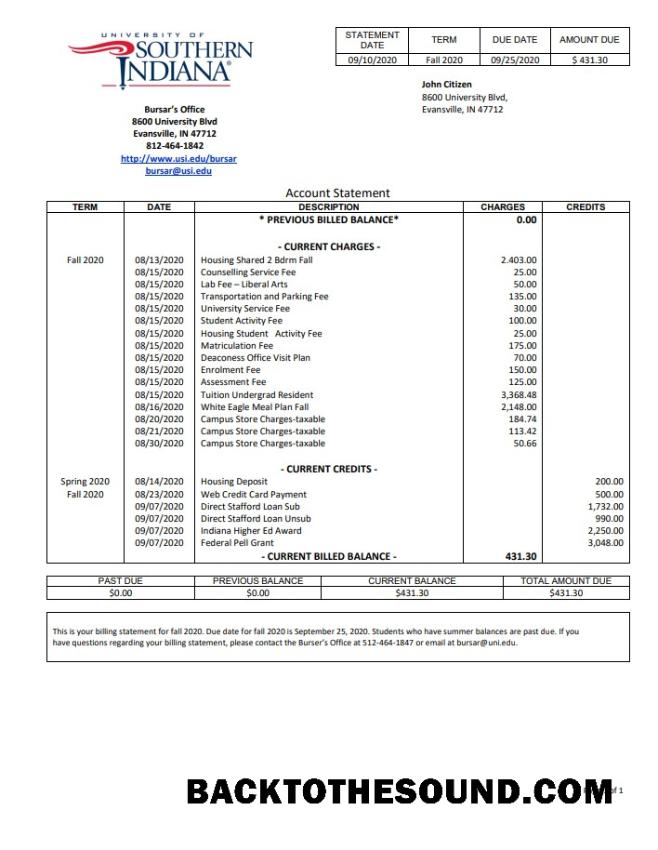 UNIVERSITY OF
SOUTHERN
INDIANA
STATEMENT DATE TERM DUE DATE AMOUNT DUE
09/10/2020 Fall 2020 09/25/2020 $ 431.30
John Citizen
8600 University Blvd,
Evansville, IN 47712
Bursar's Office
8600 University Blvd
Evansville, IN 47712
812-464-1842
http://www.usi.edu/bursar
bursar@usi.edu
Account Statement
TERM DATE DESCRIPTION CHARGES CREDITS
* PREVIOUS BILLED BALANCE* 0.00
- CURRENT CHARGES -
Fall 2020 08/13/2020 Housing Shared 2 Bdrm Fall 2.403.00
08/15/2020 Counselling Service Fee 25.00
08/15/2020 Lab Fee – Liberal Arts 50.00
08/15/2020 Transportation and Parking Fee 135.00
08/15/2020 University Service Fee 30.00
08/15/2020 Student Activity Fee 100.00
08/15/2020 Housing Student Activity Fee 25.00
08/15/2020 Matriculation Fee 175.00
08/15/2020 Deaconess Office Visit Plan 70.00
08/15/2020 Enrolment Fee 150.00
08/15/2020 Assessment Fee 125.00
08/15/2020 Tuition Undergrad Resident 3,368.48
08/16/2020 White Eagle Meal Plan Fall 2,148.00
08/20/2020 Campus Store Charges-taxable 184.74
08/21/2020 Campus Store Charges-taxable 113.42
08/30/2020 Campus Store Charges-taxable 50.66
- CURRENT CREDITS -
Spring 2020 08/14/2020 Housing Deposit 200.00
Fall 2020 08/23/2020 Web Credit Card Payment 500.00
09/07/2020 Direct Stafford Loan Sub 1,732.00
09/07/2020 Direct Stafford Loan Unsub 990.00
09/07/2020 Indiana Higher Ed Award 2,250.00
09/07/2020 Federal Pell Grant 3,048.00
- CURRENT BILLED BALANCE - 431.30
PAST DUE PREVIOUS BALANCE CURRENT BALANCE TOTAL AMOUNT DUE
$0.00 $0.00 $431.30 $431.30
This is your billing statement for fall 2020. Due date for fall 2020 is September 25, 2020. Students who have summer balances are past due. If you
have questions regarding your billing statement, please contact the Burser's Office at 512-464-1847 or email at bursar@uni.edu.
BACKTOTHESOUND.COM of 1